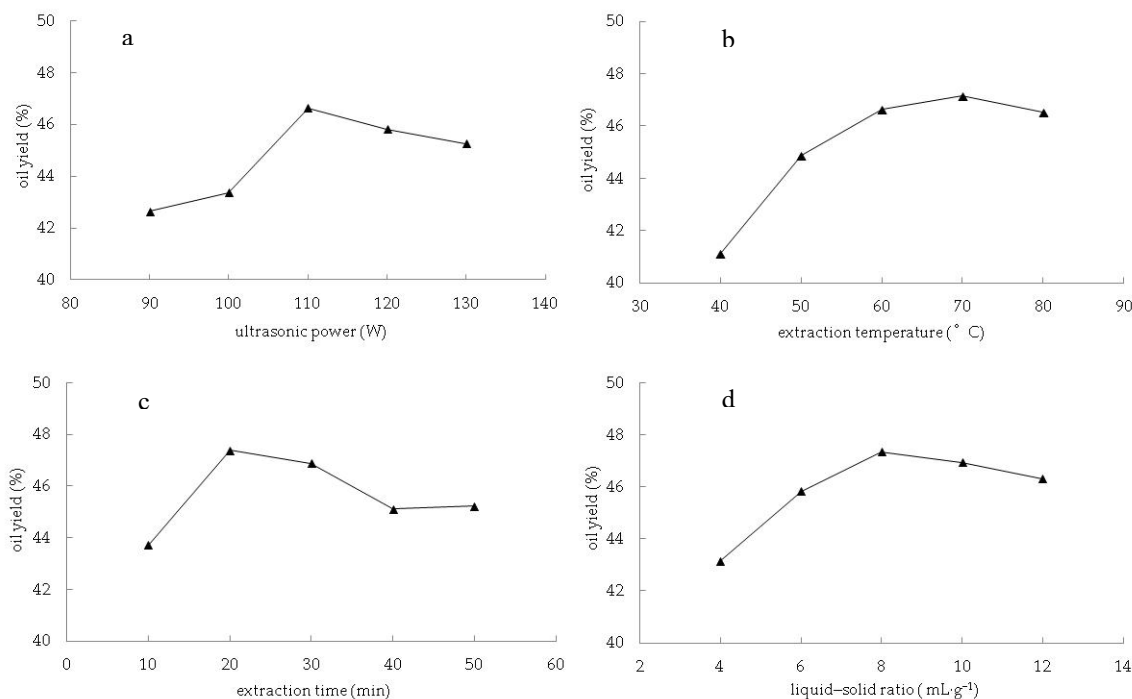 a
50
48
46
44
42
40
oil yield (%)
80 90 100 110 120 130 140
ultrasonic power (W)
b
50
48
46
44
42
40
oil yield (%)
30 40 50 60 70 80 90
extraction temperature (° C)
c
50
48
46
44
42
40
oil yield (%)
0 10 20 30 40 50 60
extraction time (min)
d
50
48
46
44
42
40
oil yield (%)
2 4 6 8 10 12 14
liquid–solid ratio ( mL·g⁻¹)